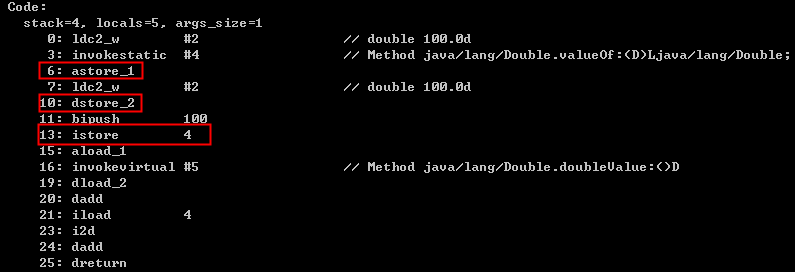 Code:
stack=4, locals=5, args_size=1
0: ldc2_w #2 // double 100.0d
3: invokestatic #4 // Method java/lang/Double.valueOf:(D)Ljava/lang/Double;
6: astore_1
7: ldc2_w #2 // double 100.0d
10: dstore_2
11: bipush 100
13: istore 4
15: aload_1
16: invokevirtual #5 // Method java/lang/Double.doubleValue:()D
19: dload_2
20: dadd
21: iload 4
23: i2d
24: dadd
25: dreturn